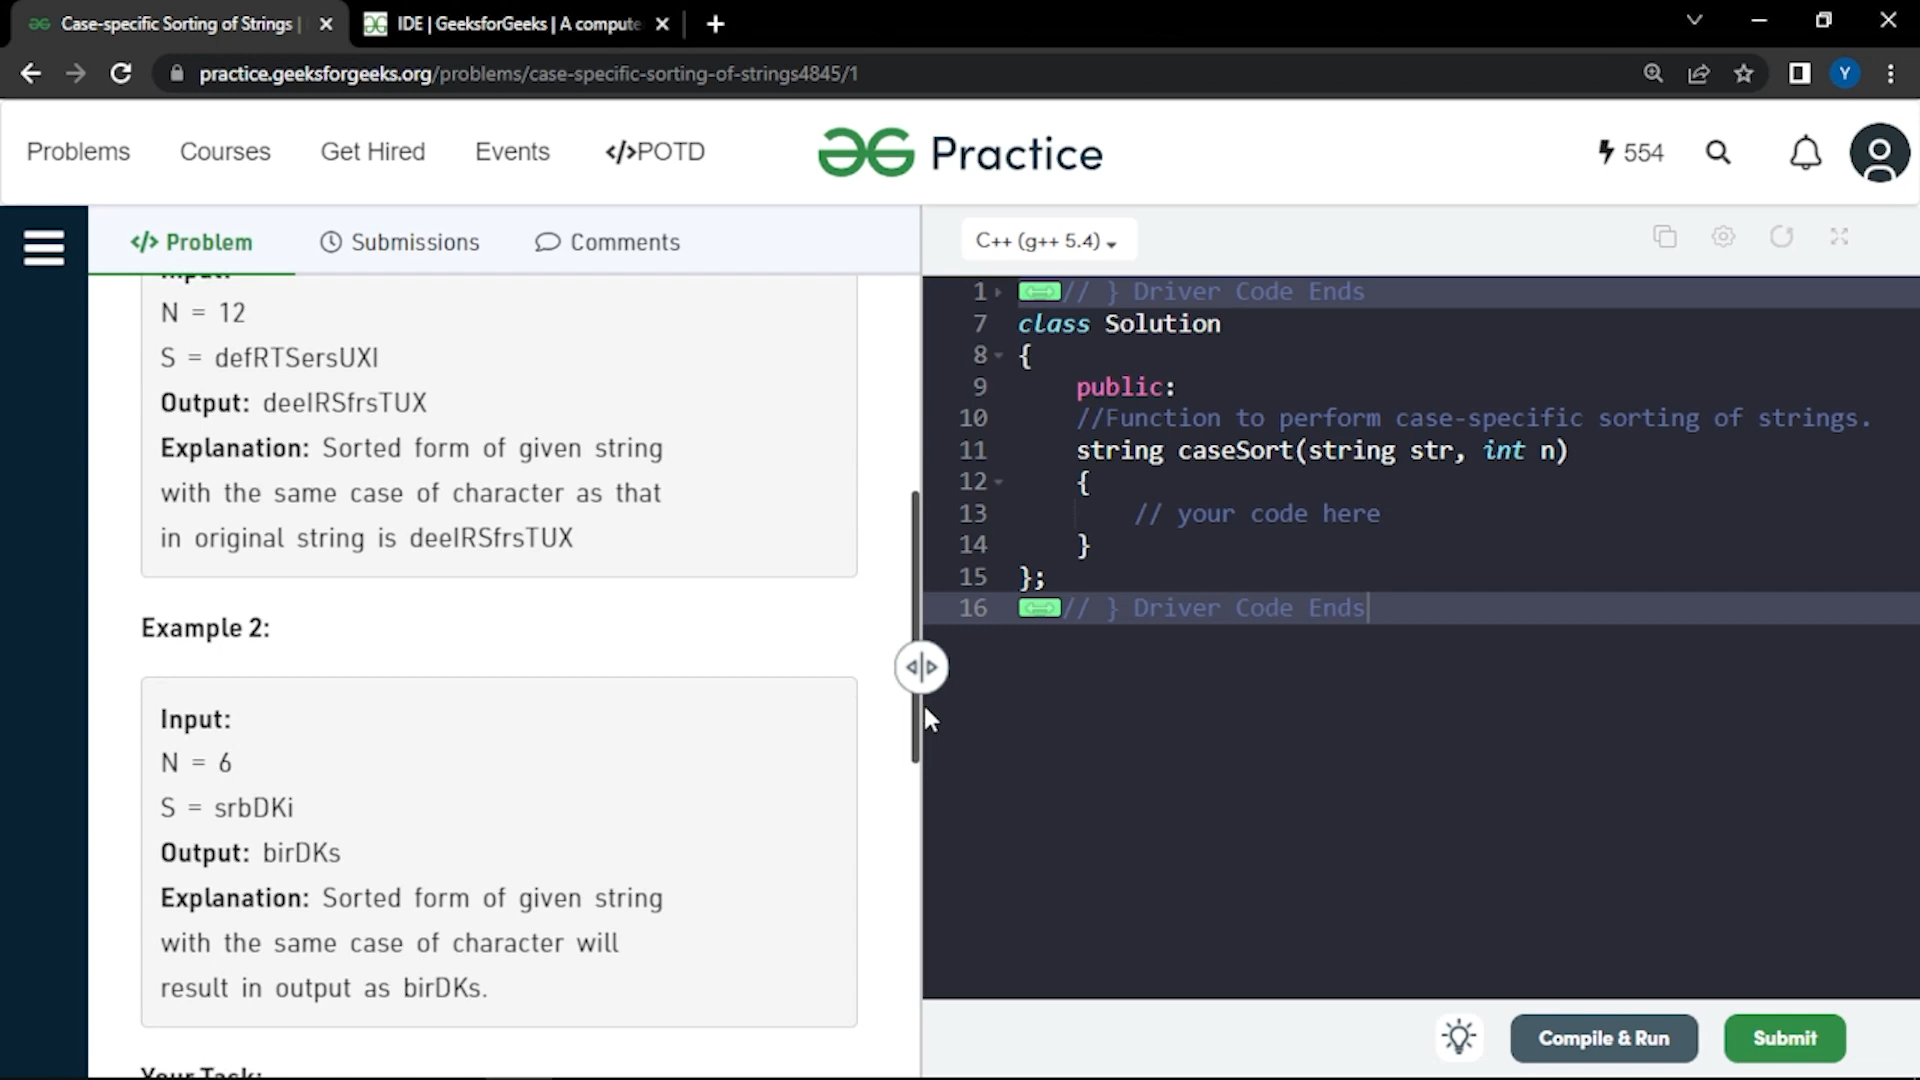 Case-specific Sorting of Strings |
IDE | GeeksforGeeks | A compute
practice.geeksforgeeks.org/problems/case-specific-sorting-of-strings4845/1
Y
Problems Courses Get Hired Events </>POTD
Practice
554
</> Problem Submissions Comments
C++ (g++ 5.4)
Input:
N = 12
S = defRTSersUXI
Output: deeIRSfrsTUX
Explanation: Sorted form of given string
with the same case of character as that
in original string is deeIRSfrsTUX
Example 2:
Input:
N = 6
S = srbDKi
Output: birDKs
Explanation: Sorted form of given string
with the same case of character will
result in output as birDKs.
Your Task:
1 // } Driver Code Ends
7 class Solution
8 {
9 public:
10 //Function to perform case-specific sorting of strings.
11 string caseSort(string str, int n)
12 {
13 // your code here
14 }
15 };
16 // } Driver Code Ends
Compile & Run
Submit